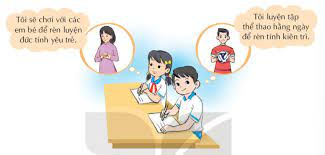 Tôi sẽ chơi với các
em bé để rèn luyện
đức tính yêu trẻ.
Tôi luyện tập
thể thao hằng ngày
để rèn tính kiên trì.